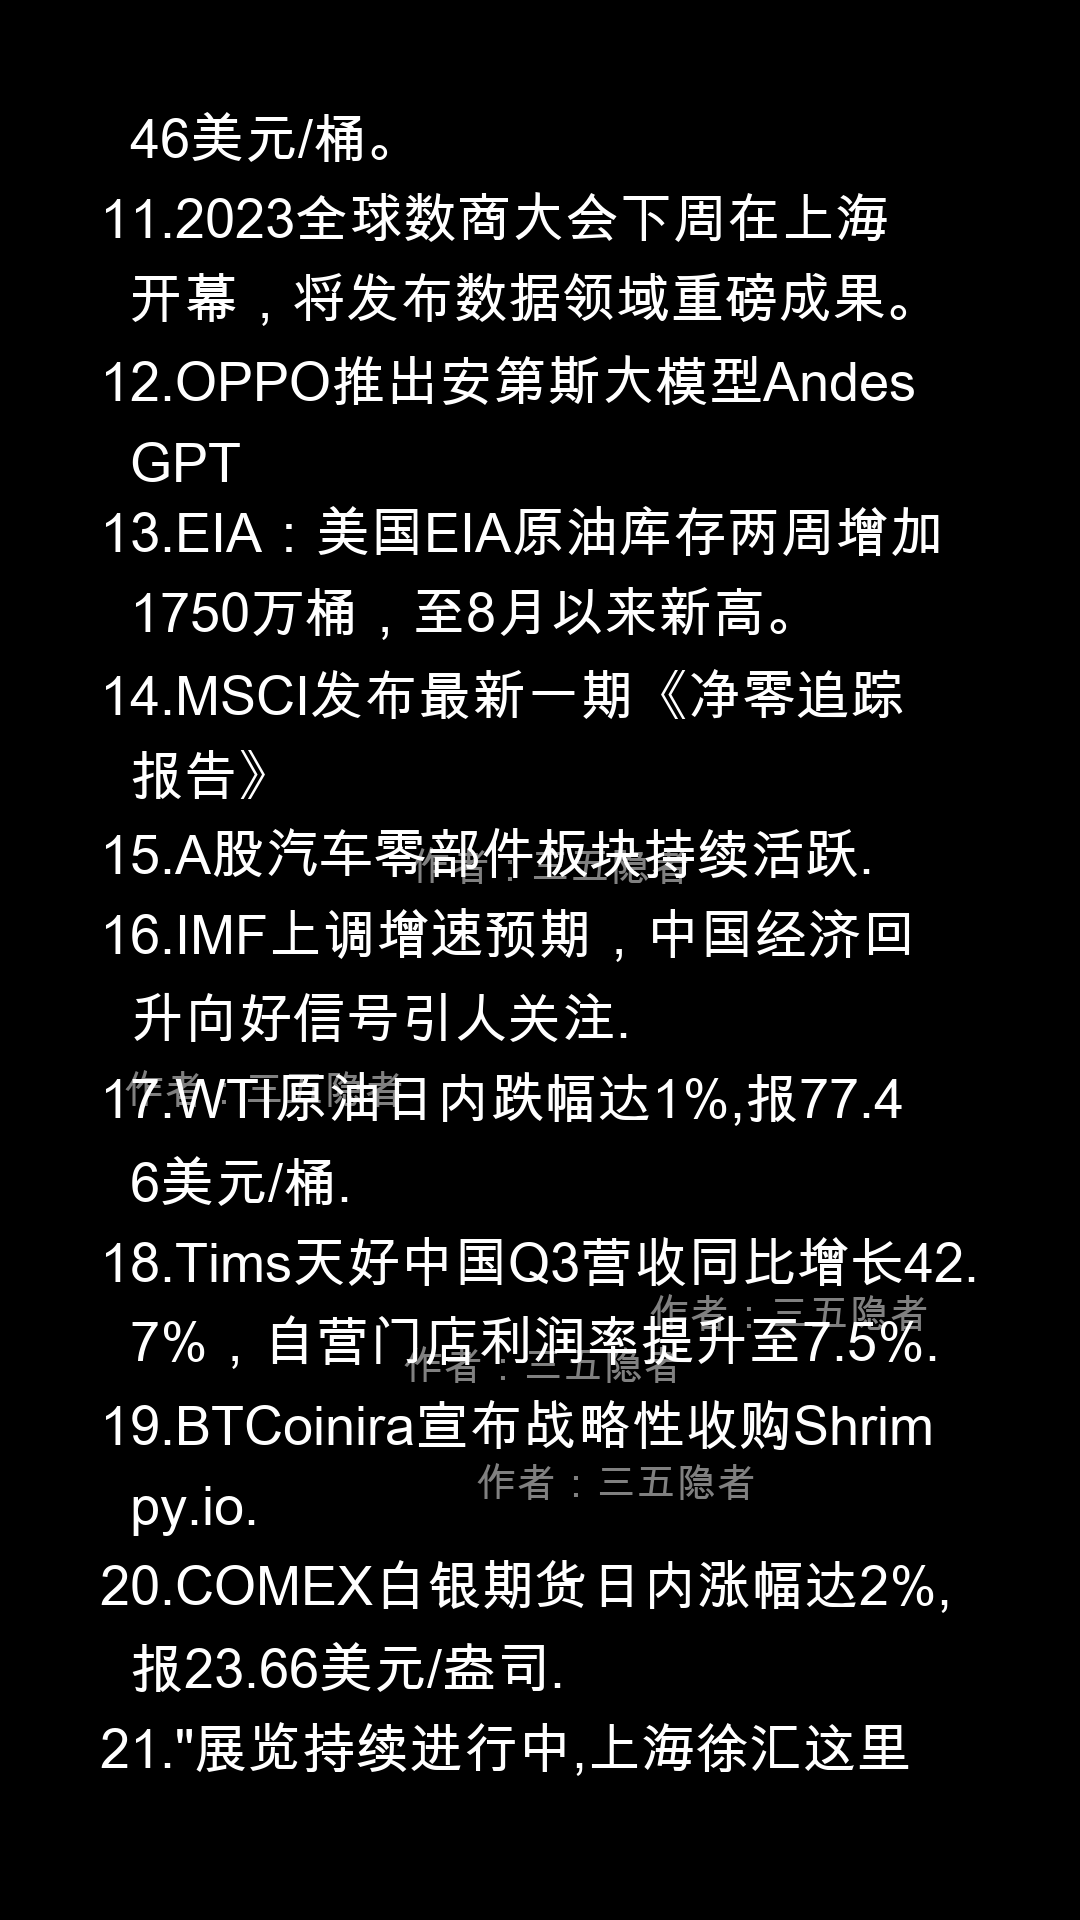 46美元/桶。
11.2023全球数商大会下周在上海
开幕，将发布数据领域重磅成果。
12.OPPO推出安第斯大模型Andes
GPT
13.EIA：美国EIA原油库存两周增加
1750万桶，至8月以来新高。
14.MSCI发布最新一期《净零追踪
报告》
15.A股汽车零部件板块持续活跃.
作者：三五隐者
16.IMF上调增速预期，中国经济回
升向好信号引人关注.
17.WTI原油日内跌幅达1%,报77.4
作者：三五隐者
6美元/桶.
18.Tims天好中国Q3营收同比增长42.
作者：三五隐者
7%，自营门店利润率提升至7.5%.
作者：三五隐者
19.BTCoinira宣布战略性收购Shrim
作者：三五隐者
py.io.
20.COMEX白银期货日内涨幅达2%,
报23.66美元/盎司.
21."展览持续进行中,上海徐汇这里